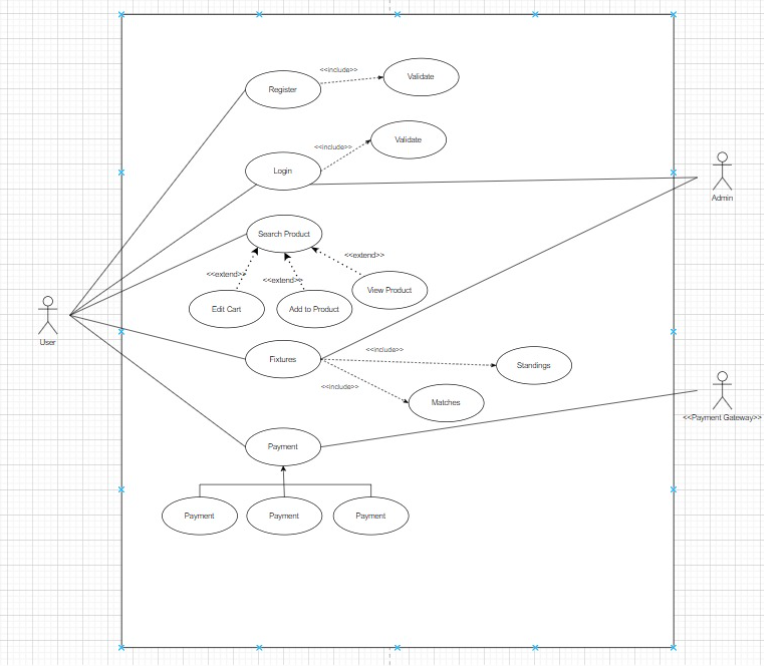 <<include>>
Validate
Register
<<include>>
Validate
Login
Admin
Search Product
<<extend>>
<<extend>>
<<extend>>
View Product
Edit Cart
Add to Product
User
Fixtures
<<include>>
Standings
<<include>>
Matches
<<Payment Gateway>>
Payment
Payment
Payment
Payment